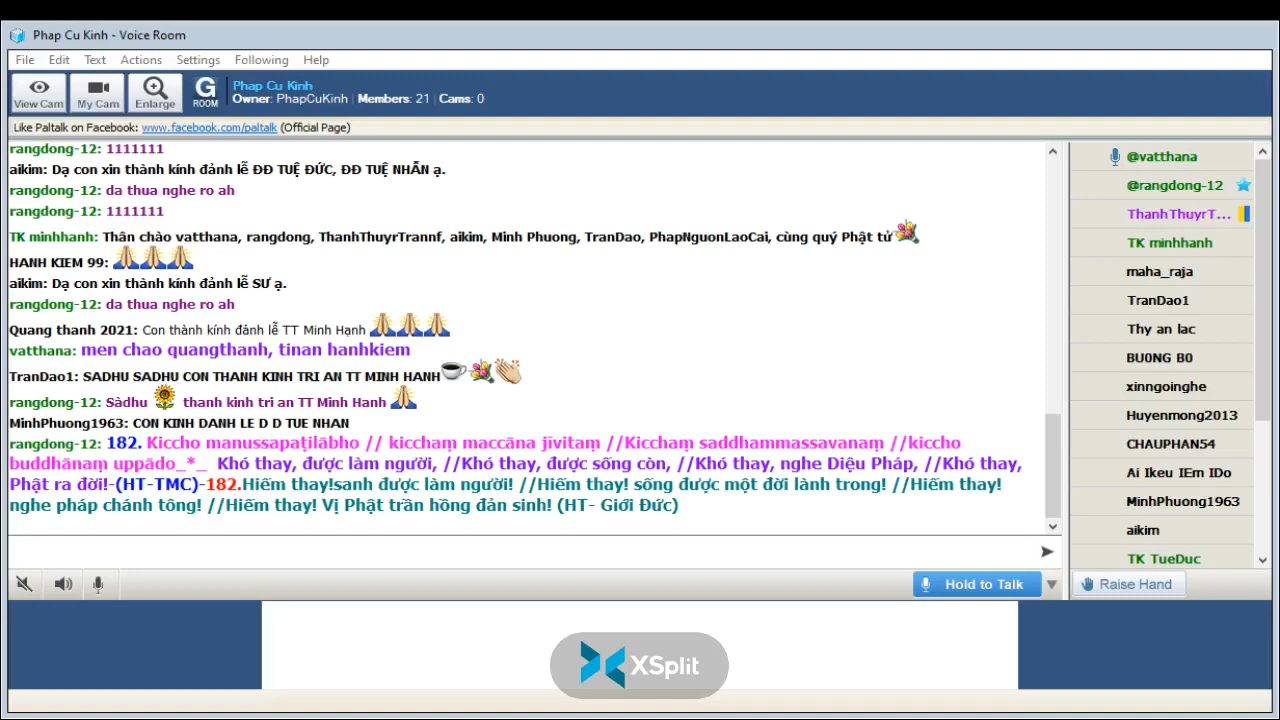 Phap Cu Kinh - Voice Room
File Edit Text Actions Settings Following Help
View Cam My Cam Enlarge G ROOM
Phap Cu Kinh
Owner: PhapCuKinh | Members: 21 | Cams: 0
Like Paltalk on Facebook: www.facebook.com/paltalk (Official Page)
rangdong-12: 1111111
aikim: Dạ con xin thành kính đảnh lễ ĐĐ TUỆ ĐỨC, ĐĐ TUỆ NHẪN ạ.
rangdong-12: da thua nghe ro ah
rangdong-12: 1111111
TK minhhanh: Thân chào vatthana, rangdong, ThanhThuyrTrannf, aikim, Minh Phuong, TranDao, PhapNguonLaoCai, cùng quý Phật tử
HANH KIEM 99:
aikim: Dạ con xin thành kính đảnh lễ SƯ ạ.
rangdong-12: da thua nghe ro ah
Quang thanh 2021: Con thành kính đảnh lễ TT Minh Hạnh
vatthana: men chao quangthanh, tinan hanhkiem
TranDao1: SADHU SADHU CON THANH KINH TRI AN TT MINH HANH
rangdong-12: Sàdhu thanh kinh tri an TT Minh Hanh
MinhPhuong1963: CON KINH DANH LE D D TUE NHAN
rangdong-12: 182. Kiccho manussapaṭilābho // kicchaṃ maccāna jīvitaṃ //Kicchaṃ saddhammassavanaṃ //kiccho
buddhānaṃ uppādo_*_ Khó thay, được làm người, //Khó thay, được sống còn, //Khó thay, nghe Diệu Pháp, //Khó thay,
Phật ra đời!-(HT-TMC)-182.Hiếm thay!sanh được làm người! //Hiếm thay! sống được một đời lành trong! //Hiếm thay!
nghe pháp chánh tông! //Hiếm thay! Vị Phật trần hồng đản sinh! (HT- Giới Đức)
@vatthana
@rangdong-12
ThanhThuyrT...
TK minhhanh
maha_raja
TranDao1
Thy an lac
BU0NG B0
xinngoinghe
Huyenmong2013
CHAUPHAN54
Ai Ikeu IEm IDo
MinhPhuong1963
aikim
TK TueDuc
Hold to Talk
Raise Hand
XSplit